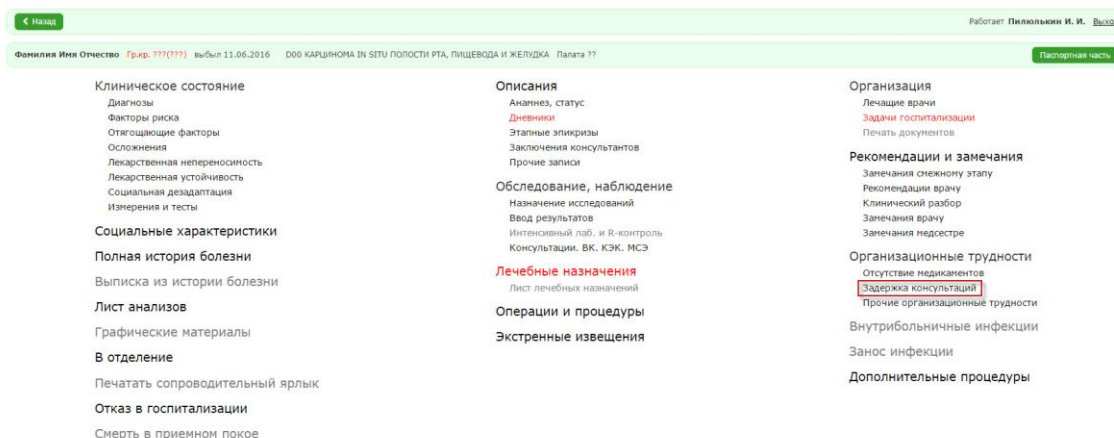 Назад
Работает Пилюлькин И. И. Выхо
Фамилия Имя Отчество Гр.кр. ???(???) выбыл 11.06.2016 D00 КАРЦИНОМА IN SITU ПОЛОСТИ РТА, ПИЩЕВОДА И ЖЕЛУДКА Палата ??
Паспортная часть
Клиническое состояние
Диагнозы
Факторы риска
Отягощающие факторы
Осложнения
Лекарственная непереносимость
Лекарственная устойчивость
Социальная дезадаптация
Измерения и тесты
Социальные характеристики
Полная история болезни
Выписка из истории болезни
Лист анализов
Графические материалы
В отделение
Печатать сопроводительный ярлык
Отказ в госпитализации
Смерть в приемном покое
Описания
Анамнез, статус
Дневники
Этапные эпикризы
Заключения консультантов
Прочие записи
Обследование, наблюдение
Назначение исследований
Ввод результатов
Интенсивный лаб. и R-контроль
Консультации. ВК. КЭК. МСЭ
Лечебные назначения
Лист лечебных назначений
Операции и процедуры
Экстренные извещения
Организация
Лечащие врачи
Задачи госпитализации
Печать документов
Рекомендации и замечания
Замечания смежному этапу
Рекомендации врачу
Клинический разбор
Замечания врачу
Замечания медсестре
Организационные трудности
Отсутствие медикаментов
Задержка консультаций
Прочие организационные трудности
Внутрибольничные инфекции
Занос инфекции
Дополнительные процедуры